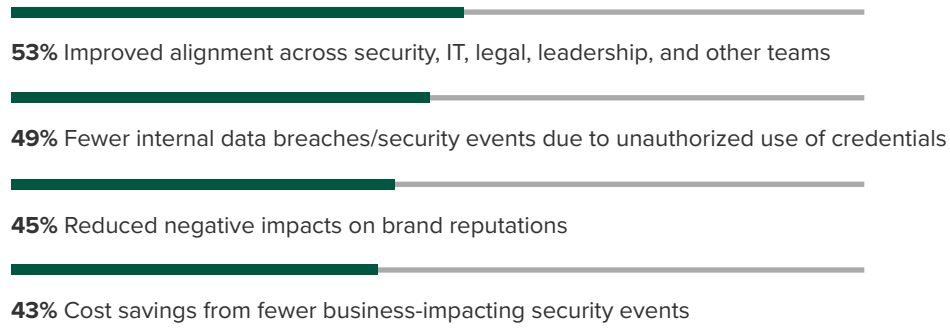 53% Improved alignment across security, IT, legal, leadership, and other teams
49% Fewer internal data breaches/security events due to unauthorized use of credentials
45% Reduced negative impacts on brand reputations
43% Cost savings from fewer business-impacting security events